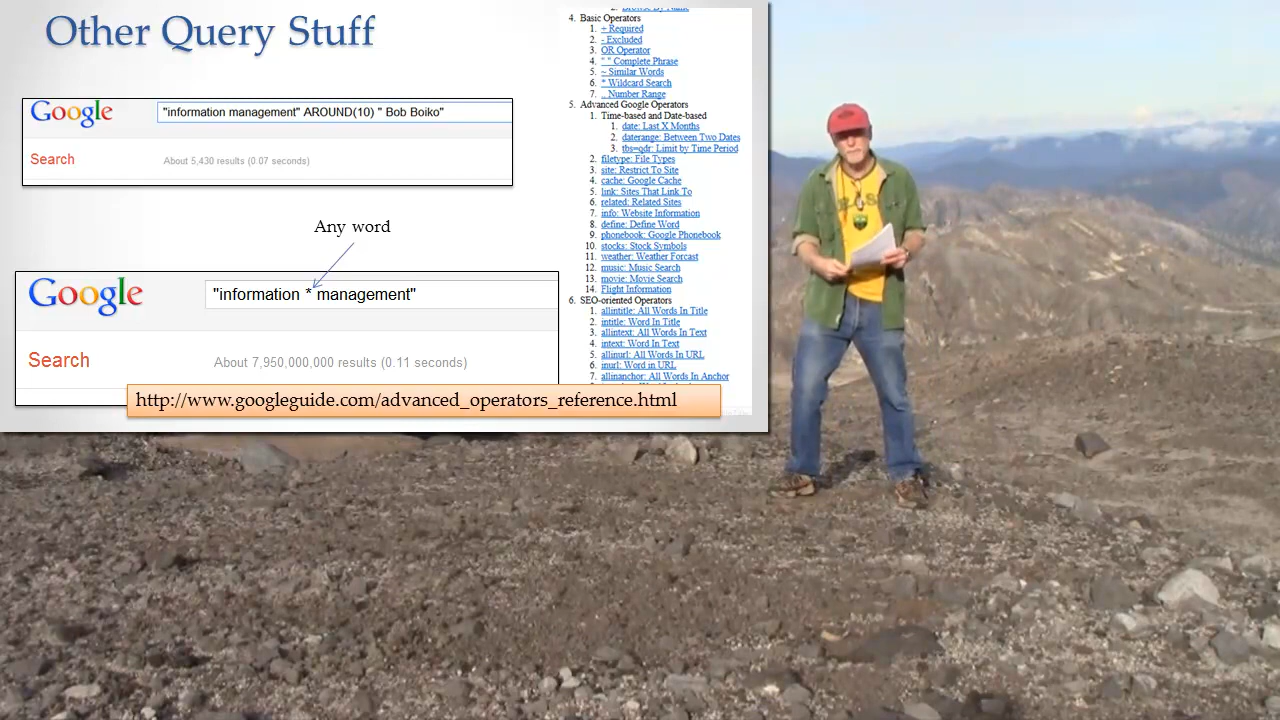 Other Query Stuff
Google
"information management" AROUND(10) " Bob Boiko"
Search
About 5,430 results (0.07 seconds)
Any word
Google
"information * management"
Search
About 7,950,000,000 results (0.11 seconds)
http://www.googleguide.com/advanced_operators_reference.html
2. Browse By Name
4. Basic Operators
1. + Required
2. - Excluded
3. OR Operator
4. " " Complete Phrase
5. ~ Similar Words
6. * Wildcard Search
7. .. Number Range
5. Advanced Google Operators
1. Time-based and Date-based
1. date: Last X Months
2. daterange: Between Two Dates
3. tbs=qdr: Limit by Time Period
2. filetype: File Types
3. site: Restrict To Site
4. cache: Google Cache
5. link: Sites That Link To
6. related: Related Sites
7. info: Website Information
8. define: Define Word
9. phonebook: Google Phonebook
10. stocks: Stock Symbols
11. weather: Weather Forcast
12. music: Music Search
13. movie: Movie Search
14. Flight Information
6. SEO-oriented Operators
1. allintitle: All Words In Title
2. intitle: Word In Title
3. allintext: All Words In Text
4. intext: Word In Text
5. allinurl: All Words In URL
6. inurl: Word in URL
7. allinanchor: All Words In Anchor